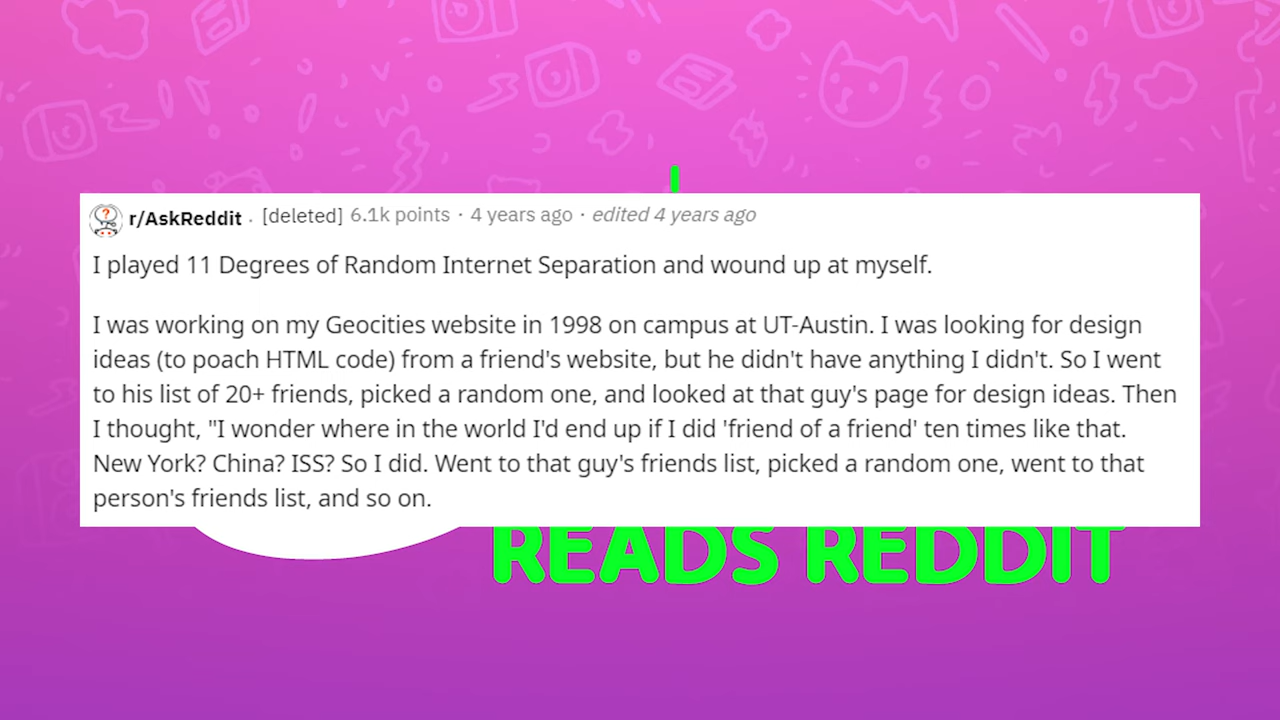 r/AskReddit · [deleted] 6.1k points · 4 years ago · edited 4 years ago
I played 11 Degrees of Random Internet Separation and wound up at myself.
I was working on my Geocities website in 1998 on campus at UT-Austin. I was looking for design
ideas (to poach HTML code) from a friend's website, but he didn't have anything I didn't. So I went
to his list of 20+ friends, picked a random one, and looked at that guy's page for design ideas. Then
I thought, "I wonder where in the world I'd end up if I did 'friend of a friend' ten times like that.
New York? China? ISS? So I did. Went to that guy's friends list, picked a random one, went to that
person's friends list, and so on.
READS REDDIT